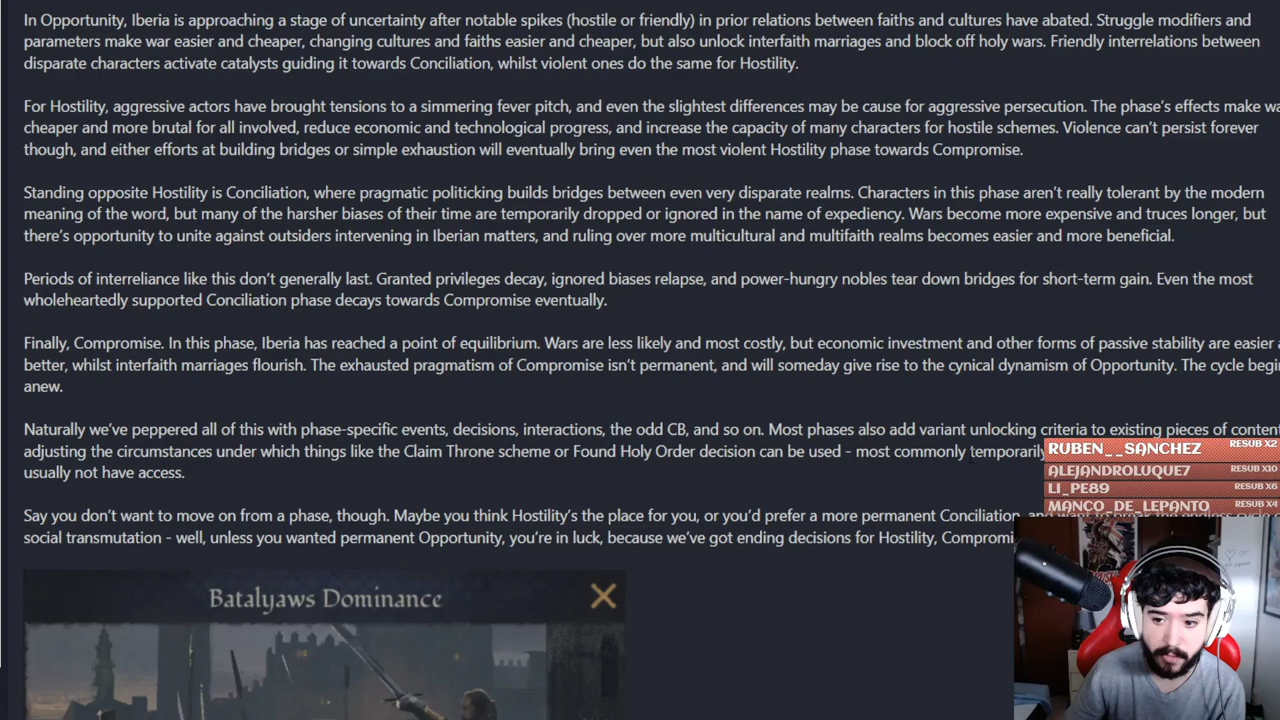 In Opportunity, Iberia is approaching a stage of uncertainty after notable spikes (hostile or friendly) in prior relations between faiths and cultures have abated. Struggle modifiers and
parameters make war easier and cheaper, changing cultures and faiths easier and cheaper, but also unlock interfaith marriages and block off holy wars. Friendly interrelations between
disparate characters activate catalysts guiding it towards Conciliation, whilst violent ones do the same for Hostility.
For Hostility, aggressive actors have brought tensions to a simmering fever pitch, and even the slightest differences may be cause for aggressive persecution. The phase's effects make
cheaper and more brutal for all involved, reduce economic and technological progress, and increase the capacity of many characters for hostile schemes. Violence can't persist forever
though, and either efforts at building bridges or simple exhaustion will eventually bring even the most violent Hostility phase towards Compromise.
Standing opposite Hostility is Conciliation, where pragmatic politicking builds bridges between even very disparate realms. Characters in this phase aren't really tolerant by the modern
meaning of the word, but many of the harsher biases of their time are temporarily dropped or ignored in the name of expediency. Wars become more expensive and truces longer, but
there's opportunity to unite against outsiders intervening in Iberian matters, and ruling over more multicultural and multifaith realms becomes easier and more beneficial.
Periods of interreliance like this don't generally last. Granted privileges decay, ignored biases relapse, and power-hungry nobles tear down bridges for short-term gain. Even the most
wholeheartedly supported Conciliation phase decays towards Compromise eventually.
Finally, Compromise. In this phase, Iberia has reached a point of equilibrium. Wars are less likely and most costly, but economic investment and other forms of passive stability are easier
better, whilst interfaith marriages flourish. The exhausted pragmatism of Compromise isn't permanent, and will someday give rise to the cynical dynamism of Opportunity. The cycle
anew.
Naturally we've peppered all of this with phase-specific events, decisions, interactions, the odd CB, and so on. Most phases also add variant unlocking criteria to existing pieces of content
adjusting the circumstances under which things like the Claim Throne scheme or Found Holy Order decision can be used - most commonly temporarily
usually not have access.
Say you don't want to move on from a phase, though. Maybe you think Hostility's the place for you, or you'd prefer a more permanent Conciliation,
social transmutation - well, unless you wanted permanent Opportunity, you're in luck, because we've got ending decisions for Hostility,
RUBEN__SANCHEZ RESUB X2
ALEJANDROLUQUE7 RESUB X10
LI_PE89 RESUB X6
MANCO_DE_LEPANTO RESUB X4
Batalyaws Dominance